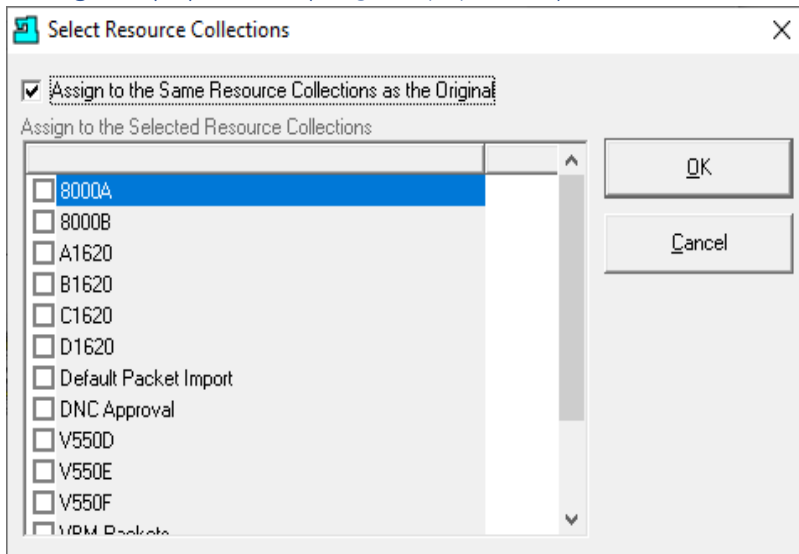 Select Resource Collections
Assign to the Same Resource Collections as the Original
Assign to the Selected Resource Collections
OK
8000A
8000B
Cancel
A1620
B1620
C1620
D1620
Default Packet Import
DNC Approval
V550D
V550E
V550F